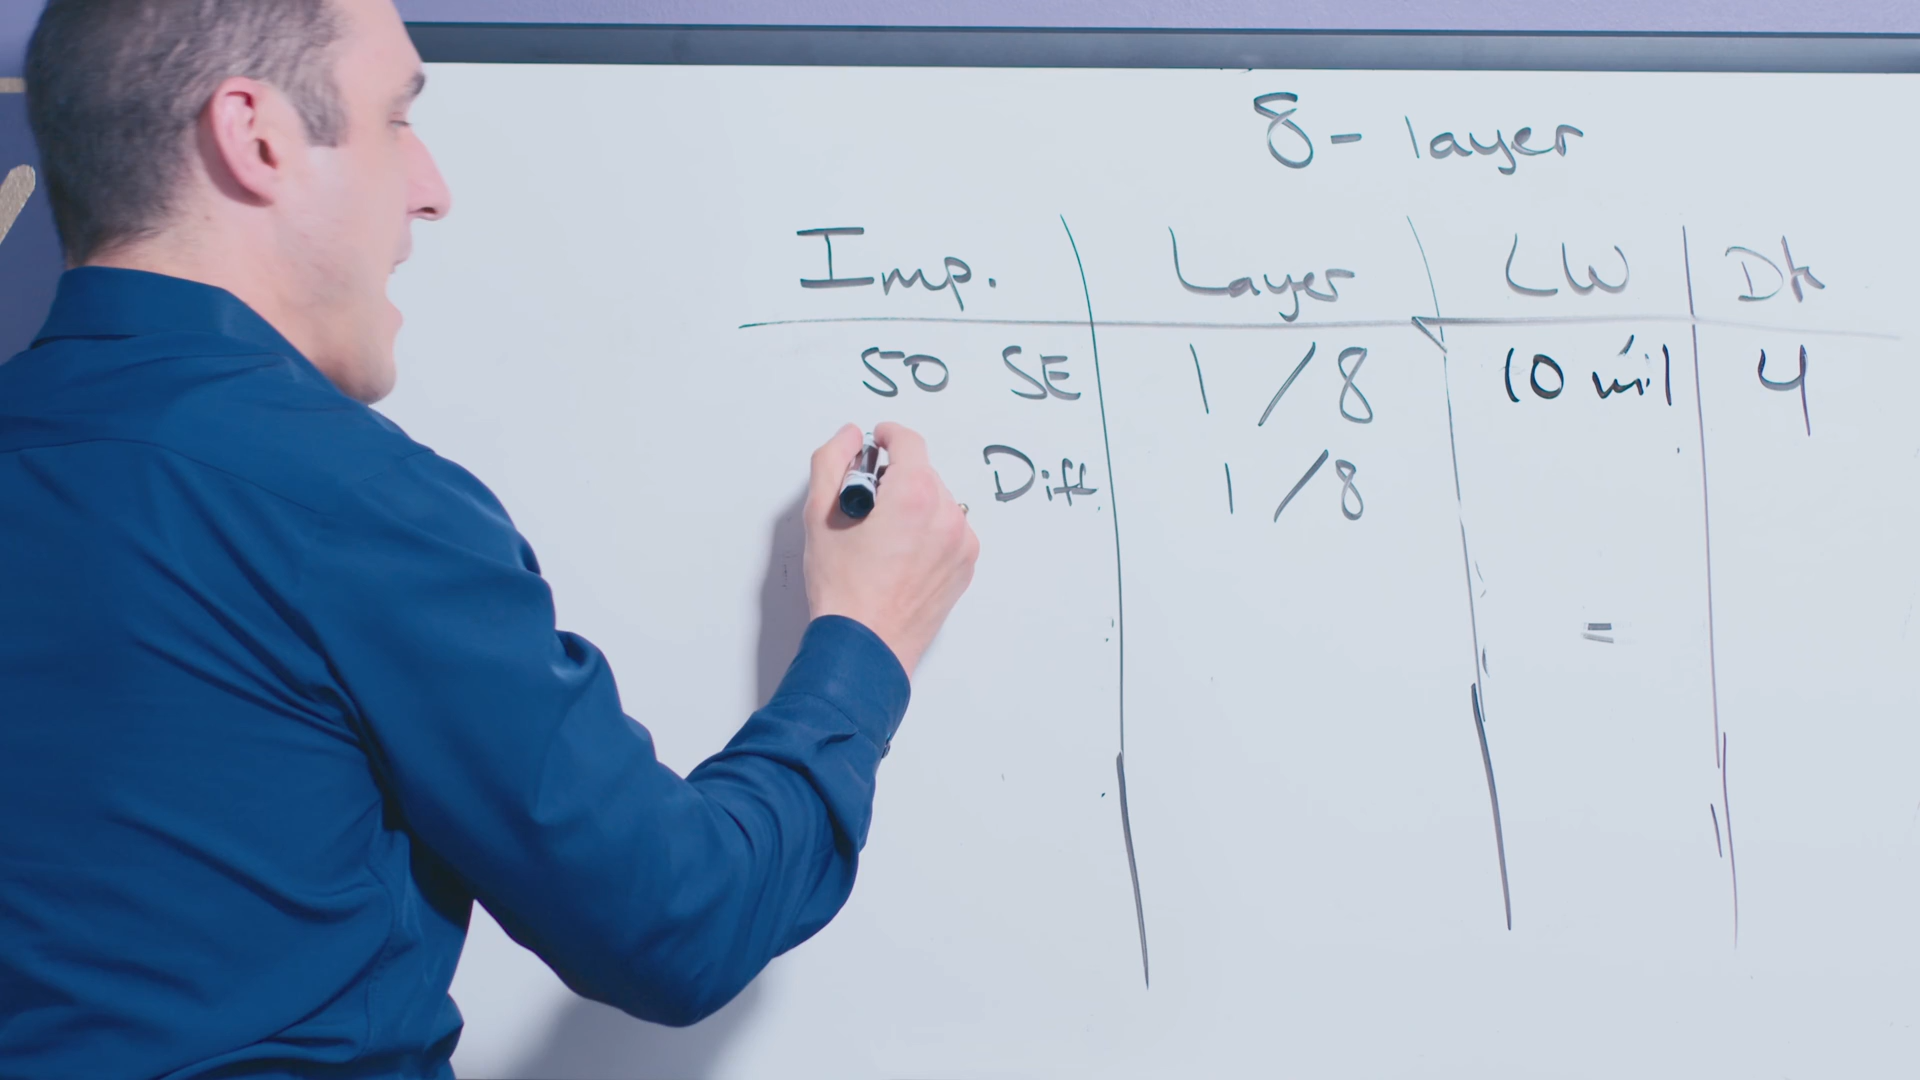 8- layer
Imp. Layer LW Dk
50 SE 1/8 10 mil 4
Diff. 1/8